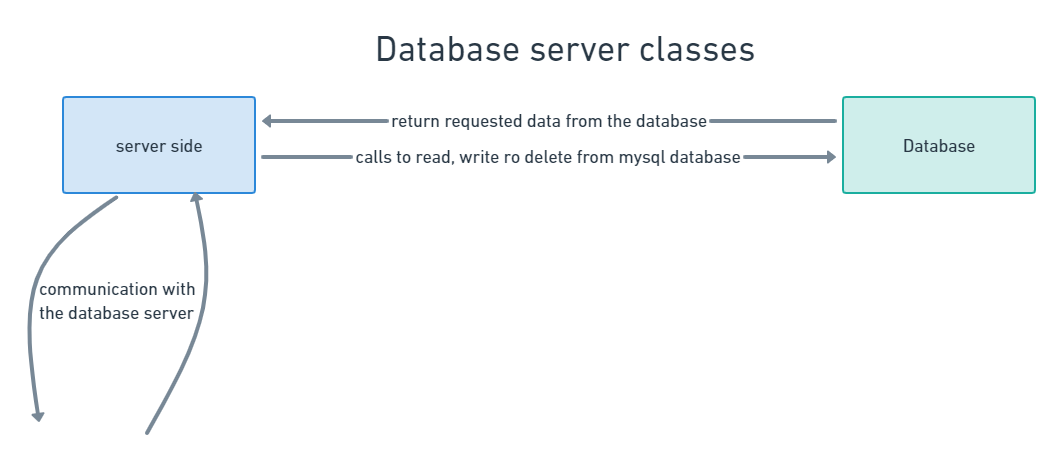 Database server classes
return requested data from the database
server side
Database
calls to read, write ro delete from mysql database
communication with
the database server